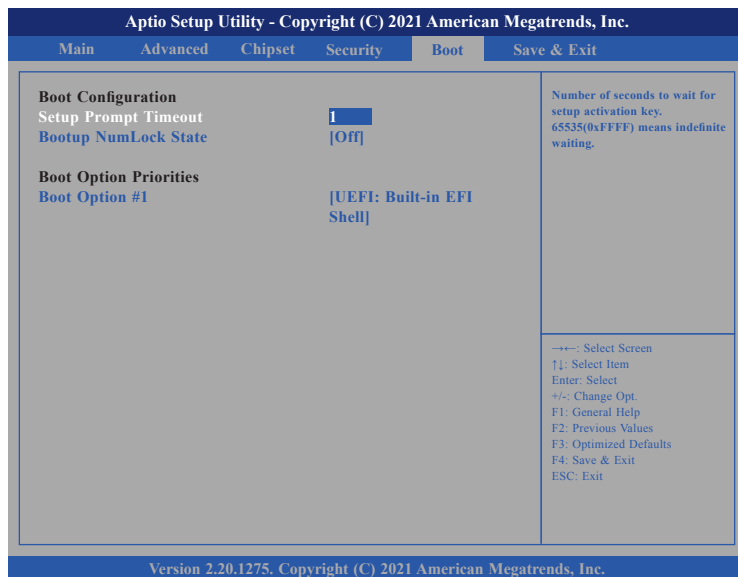 Aptio Setup Utility - Copyright (C) 2021 American Megatrends, Inc.
Main Advanced Chipset Security Boot Save & Exit
Boot Configuration
Setup Prompt Timeout 1
Bootup NumLock State [Off]
Boot Option Priorities
Boot Option #1 [UEFI: Built-in EFI
Shell]
Number of seconds to wait for
setup activation key.
65535(0xFFFF) means indefinite
waiting.
→←: Select Screen
↑↓: Select Item
Enter: Select
+/-: Change Opt.
F1: General Help
F2: Previous Values
F3: Optimized Defaults
F4: Save & Exit
ESC: Exit
Version 2.20.1275. Copyright (C) 2021 American Megatrends, Inc.